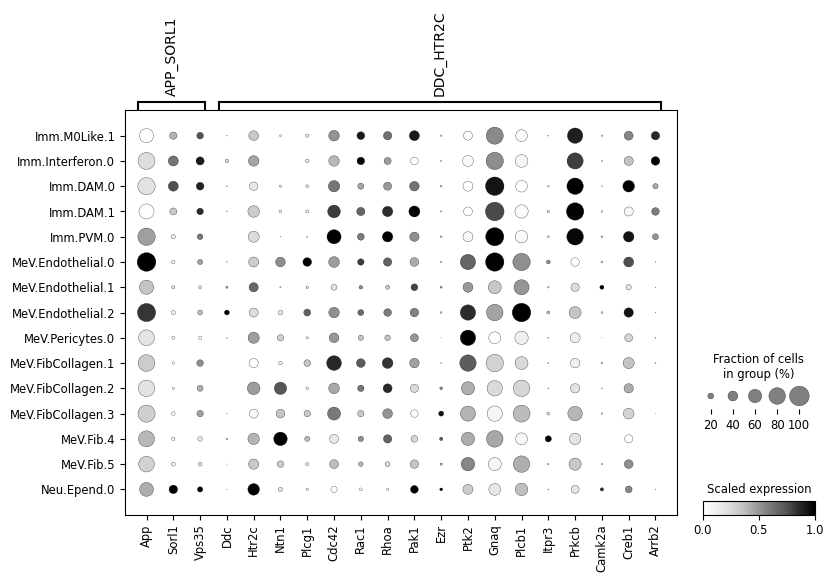 APP_SORL1
DDC_HTR2C
Imm.M0Like.1
Imm.Interferon.0
Imm.DAM.0
Imm.DAM.1
Imm.PVM.0
MeV.Endothelial.0
MeV.Endothelial.1
MeV.Endothelial.2
MeV.Pericytes.0
MeV.FibCollagen.1
MeV.FibCollagen.2
MeV.FibCollagen.3
MeV.Fib.4
MeV.Fib.5
Neu.Epend.0
App
Sorl1
Vps35
Ddc
Htr2c
Ntn1
Plcg1
Cdc42
Rac1
Rhoa
Pak1
Ezr
Ptk2
Gnaq
Plcb1
Itpr3
Prkcb
Camk2a
Creb1
Arrb2
Fraction of cells
in group (%)
20 40 60 80 100
Scaled expression
0.0 0.5 1.0